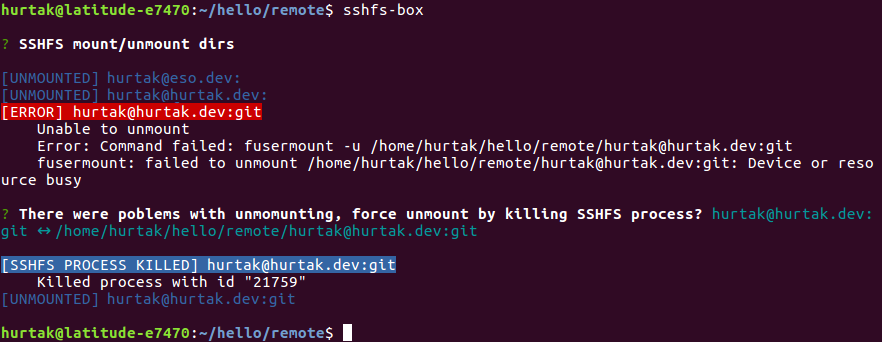 hurtak@latitude-e7470:~/hello/remote$ sshfs-box
? SSHFS mount/unmount dirs
[UNMOUNTED] hurtak@eso.dev:
[UNMOUNTED] hurtak@hurtak.dev:
[ERROR] hurtak@hurtak.dev:git
Unable to unmount
Error: Command failed: fusermount -u /home/hurtak/hello/remote/hurtak@hurtak.dev:git
fusermount: failed to unmount /home/hurtak/hello/remote/hurtak@hurtak.dev:git: Device or reso
urce busy
? There were poblems with unmomunting, force unmount by killing SSHFS process? hurtak@hurtak.dev:
git ↔ /home/hurtak/hello/remote/hurtak@hurtak.dev:git
[SSHFS PROCESS KILLED] hurtak@hurtak.dev:git
Killed process with id "21759"
[UNMOUNTED] hurtak@hurtak.dev:git
hurtak@latitude-e7470:~/hello/remote$